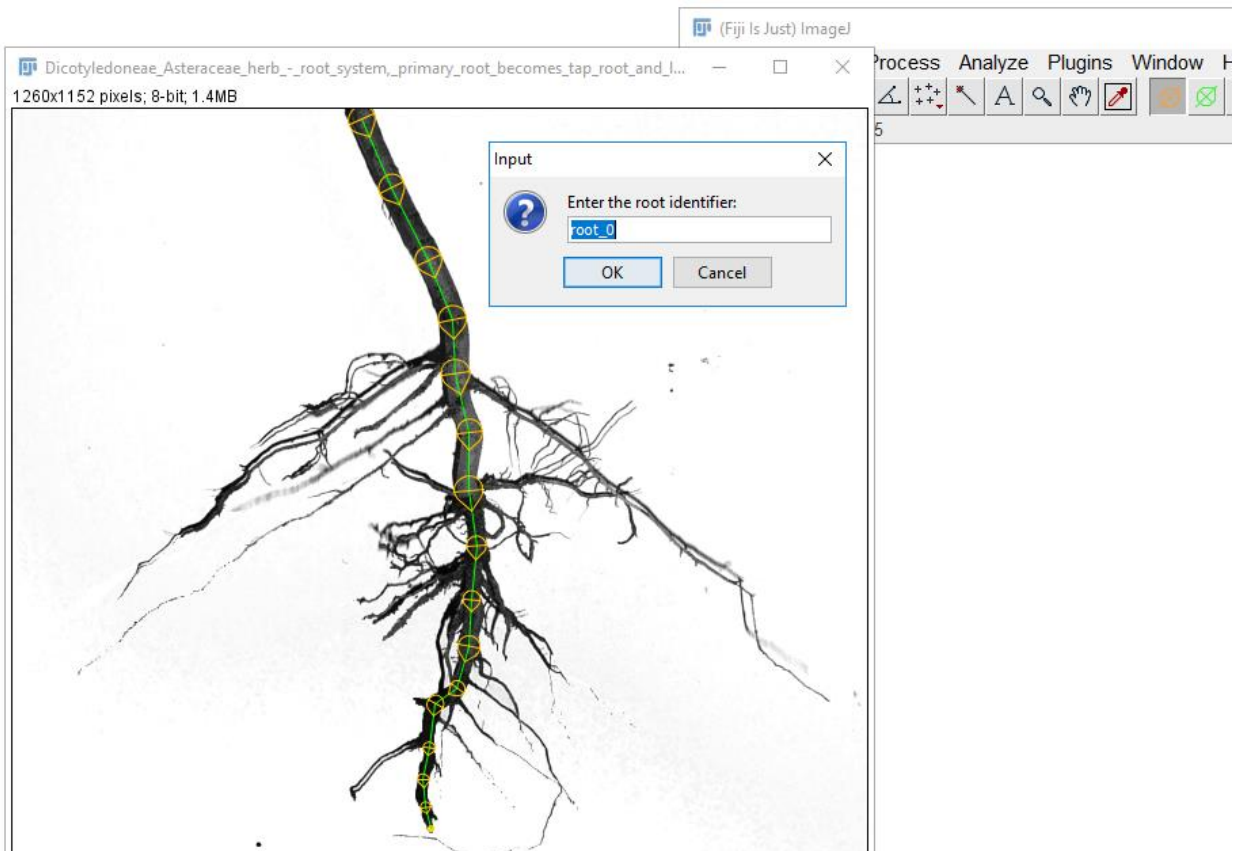 (Fiji Is Just) ImageJ
Dicotyledoneae_Asteraceae_herb_-_root_system,_primary_root_becomes_tap_root_and_l...
Process Analyze Plugins Window H
1260x1152 pixels; 8-bit; 1.4MB
A
5
Input
Enter the root identifier:
root_0
OK Cancel